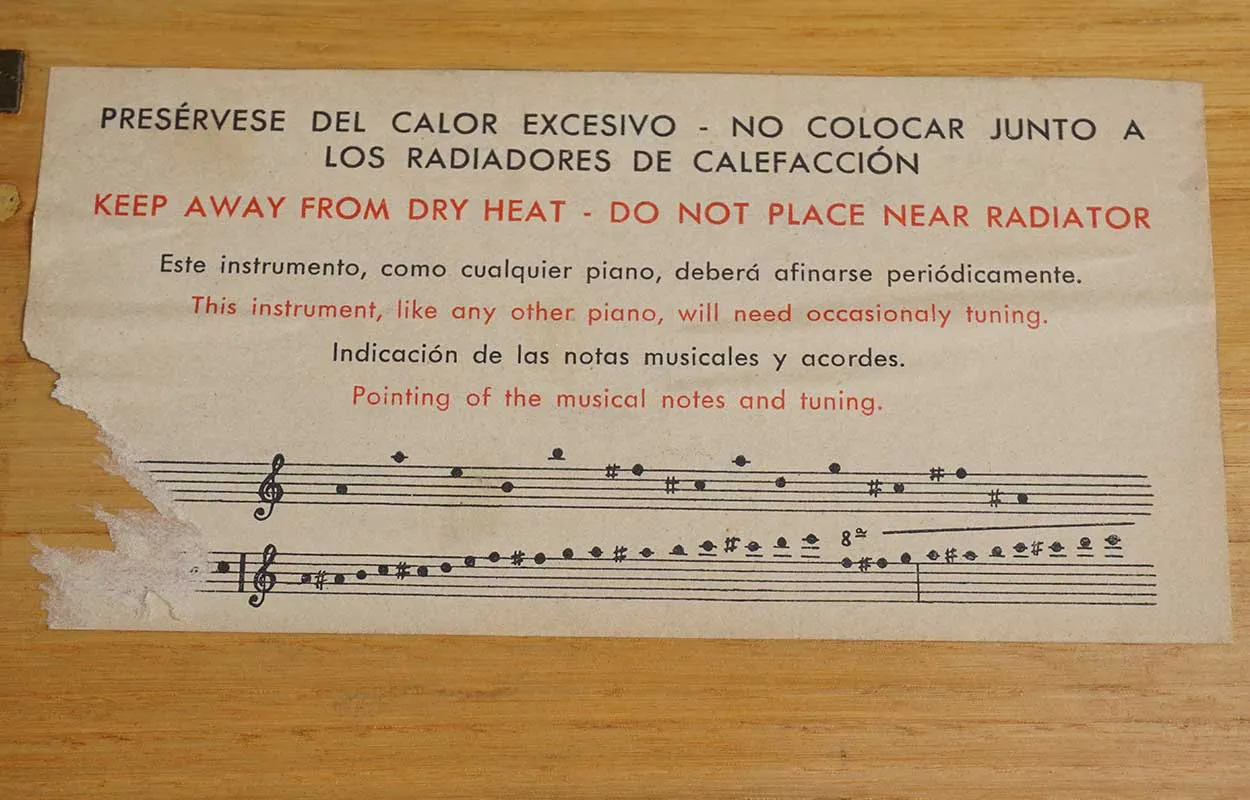 PRESÉRVESE DEL CALOR EXCESIVO - NO COLOCAR JUNTO A
LOS RADIADORES DE CALEFACCIÓN
KEEP AWAY FROM DRY HEAT - DO NOT PLACE NEAR RADIATOR
Este instrumento, como cualquier piano, deberá afinarse periódicamente.
This instrument, like any other piano, will need occasionaly tuning.
Indicación de las notas musicales y acordes.
Pointing of the musical notes and tuning.
8ª